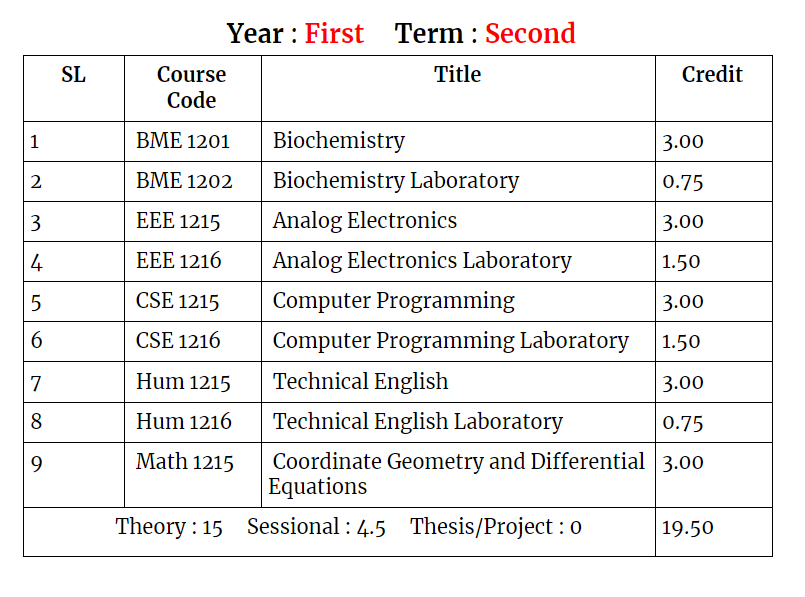 Year : First Term : Second
SL Course Code Title Credit
1 BME 1201 Biochemistry 3.00
2 BME 1202 Biochemistry Laboratory 0.75
3 EEE 1215 Analog Electronics 3.00
4 EEE 1216 Analog Electronics Laboratory 1.50
5 CSE 1215 Computer Programming 3.00
6 CSE 1216 Computer Programming Laboratory 1.50
7 Hum 1215 Technical English 3.00
8 Hum 1216 Technical English Laboratory 0.75
9 Math 1215 Coordinate Geometry and Differential 3.00
Equations
Theory : 15 Sessional : 4.5 Thesis/Project : 0 19.50